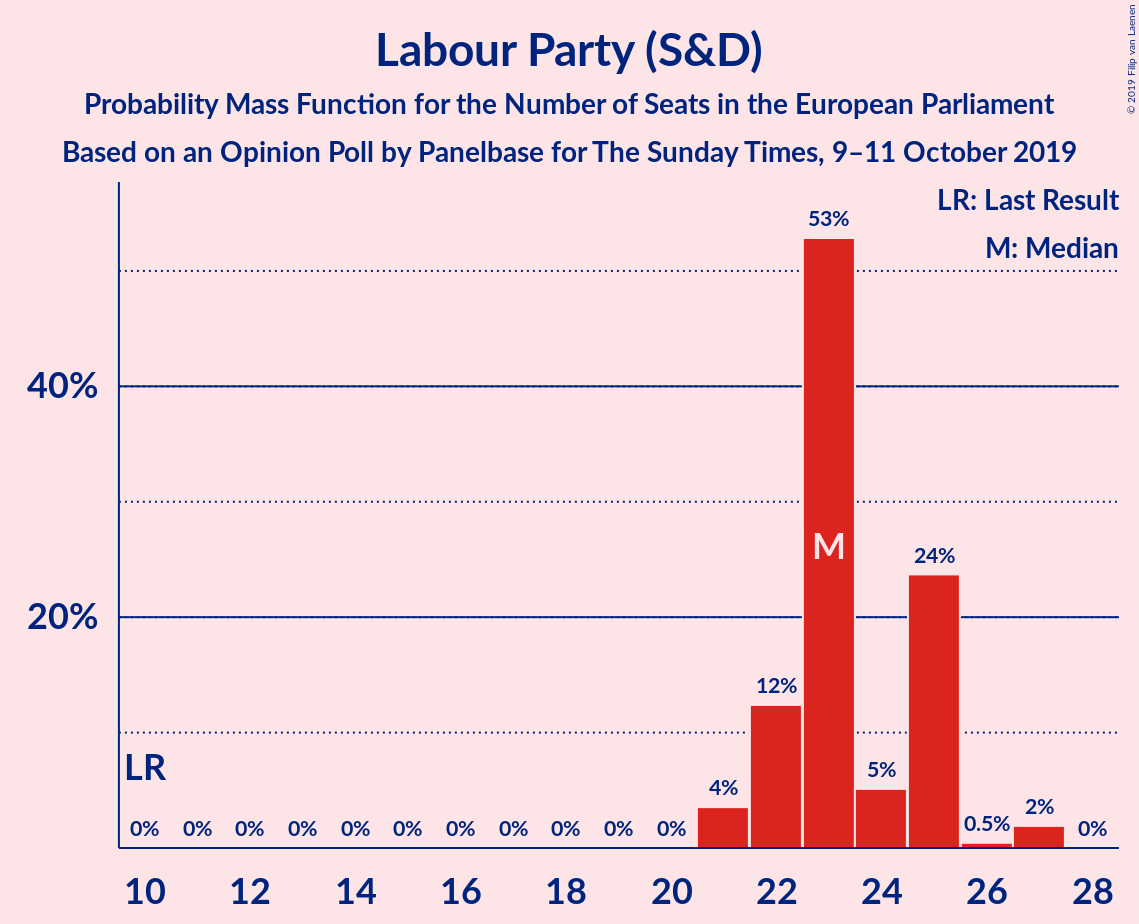 Labour Party (S&D)
Probability Mass Function for the Number of Seats in the European Parliament
Based on an Opinion Poll by Panelbase for The Sunday Times, 9–11 October 2019
© 2019 Filip van Laenen
LR: Last Result
M: Median
53%
40%
M
24%
20%
12%
LR
5%
4%
2%
0% 0% 0% 0% 0% 0% 0% 0% 0% 0% 0% 0.5% 0%
10 12 14 16 18 20 22 24 26 28